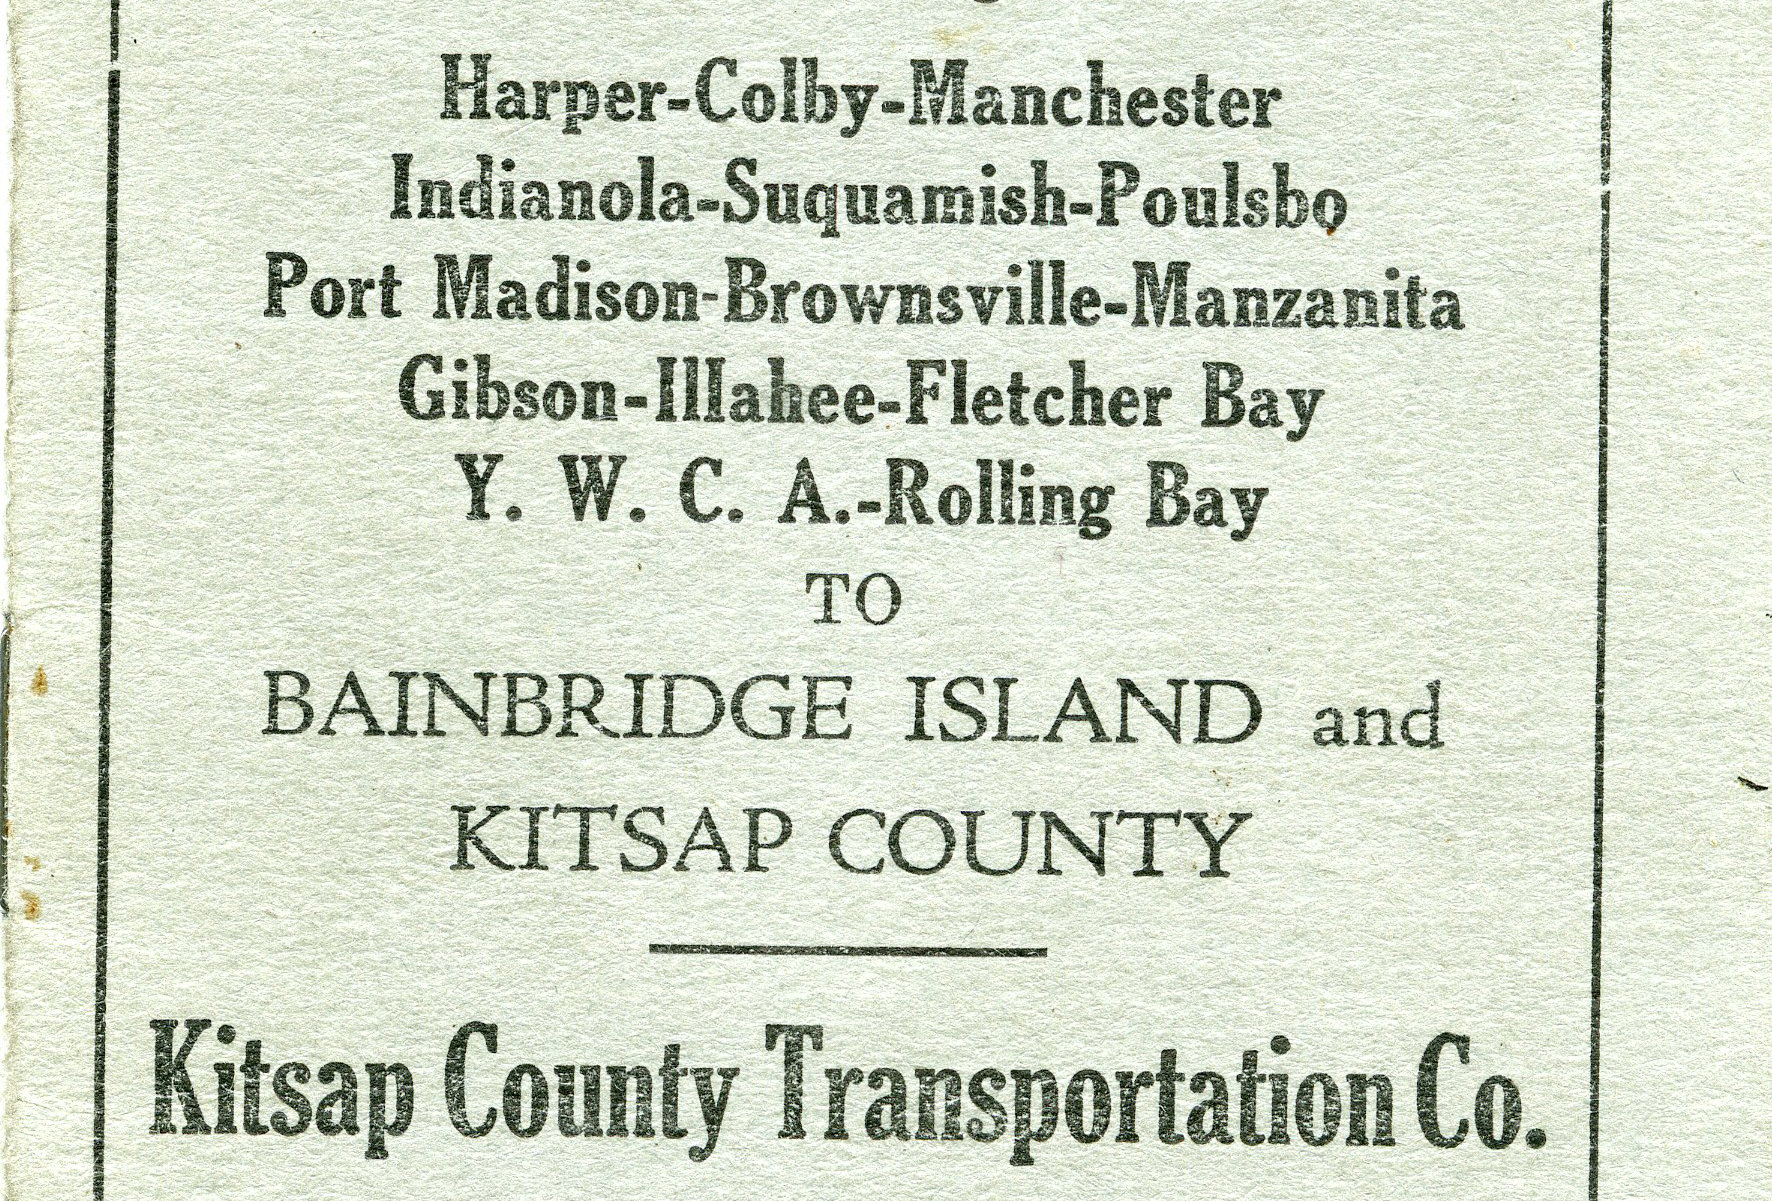 Harper-Colby-Manchester
Indianola-Suquamish-Poulsbo
Port Madison-Brownsville-Manzanita
Gibson-Illahee-Fletcher Bay
Y. W. C. A.-Rolling Bay
TO
BAINBRIDGE ISLAND and
KITSAP COUNTY
Kitsap County Transportation Co.